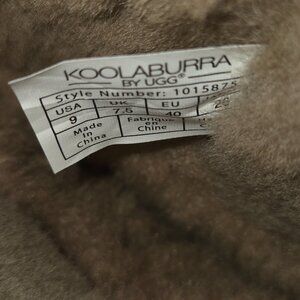 KOOLABURRA
BY UGG®
Style Number: 1015875
USA UK EU
9 7.5 40
Made in China Fabriqué en Chine